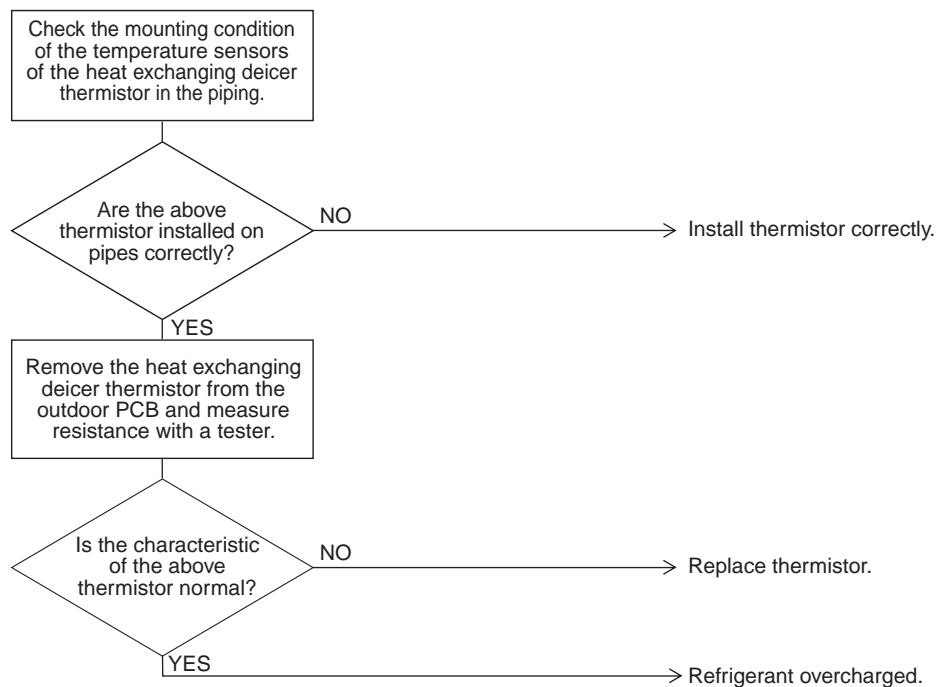 Check the mounting condition
of the temperature sensors
of the heat exchanging deicer
thermistor in the piping.
Are the above
thermistor installed on
pipes correctly?
NO
Install thermistor correctly.
YES
Remove the heat exchanging
deicer thermistor from the
outdoor PCB and measure
resistance with a tester.
Is the characteristic
of the above
thermistor normal?
NO
Replace thermistor.
YES
Refrigerant overcharged.